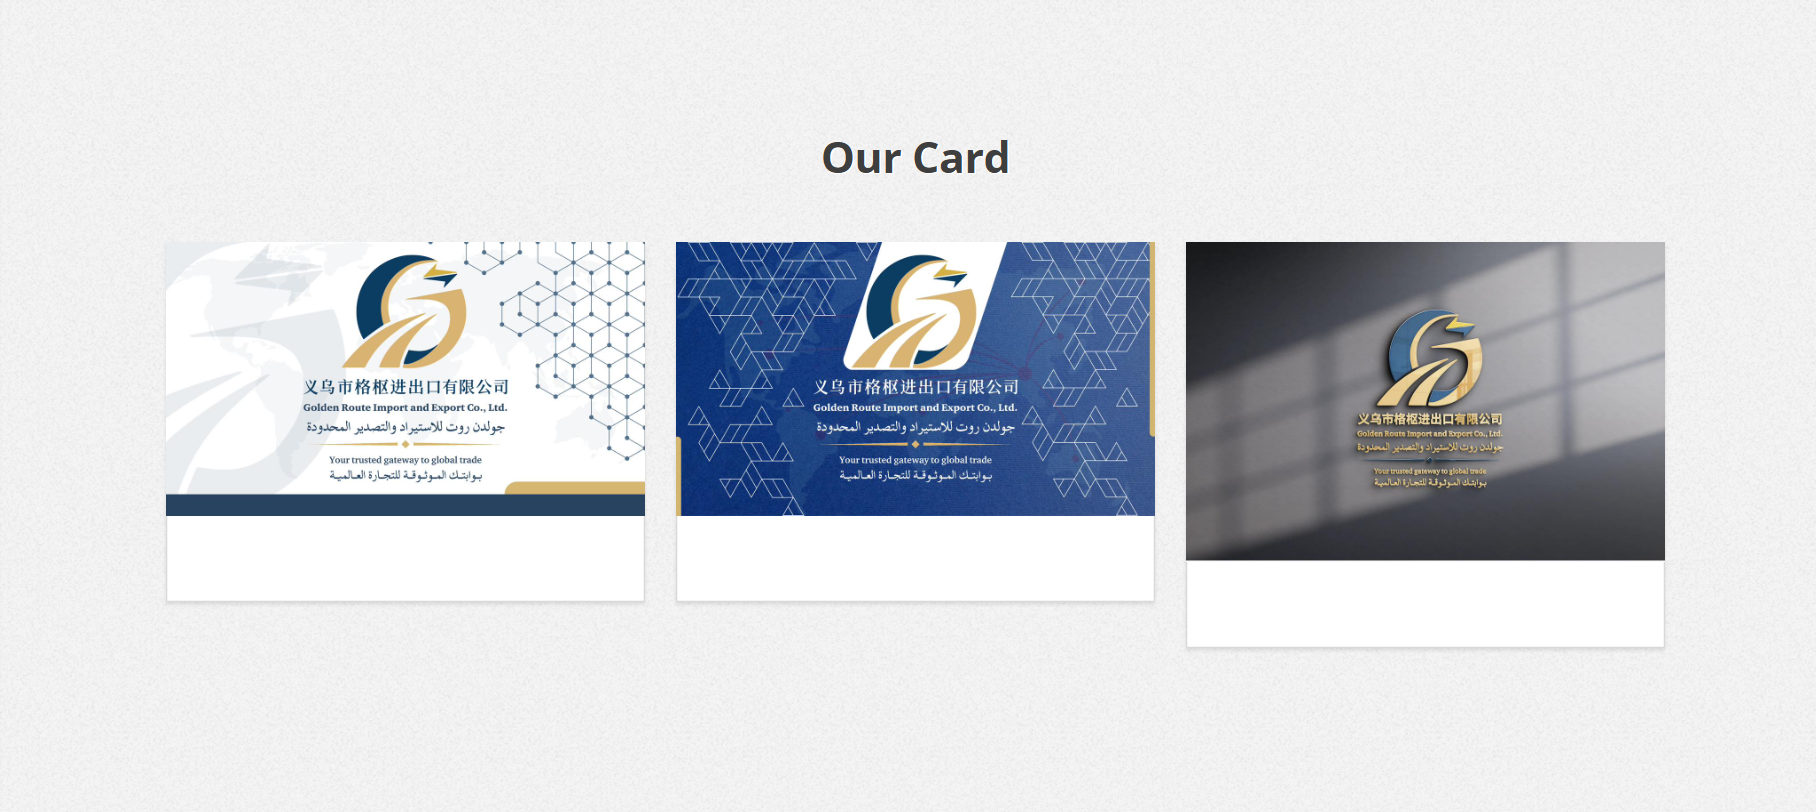 Our Card
义乌市格枢进出口有限公司
Golden Route Import and Export Co., Ltd.
جولدن روت للاستيراد والتصدير المحدودة
Your trusted gateway to global trade
بوابتك الموثوقة للتجارة العالمية
义乌市格枢进出口有限公司
Golden Route Import and Export Co., Ltd.
جولدن روت للاستيراد والتصدير المحدودة
Your trusted gateway to global trade
بوابتك الموثوقة للتجارة العالمية
义乌市格枢进出口有限公司
Golden Route Import and Export Co., Ltd.
جولدن روت للاستيراد والتصدير المحدودة
Your trusted gateway to global trade
بوابتك الموثوقة للتجارة العالمية